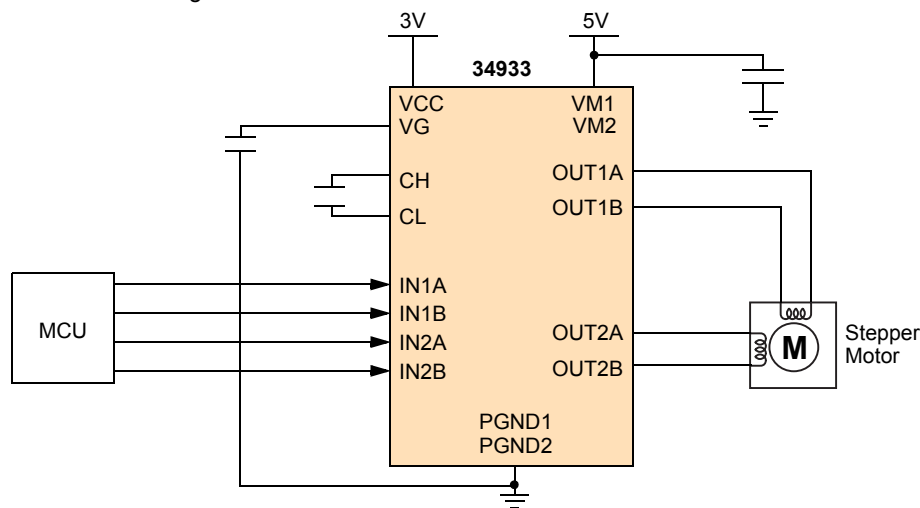 3V
5V
34933
VCC
VG
VM1
VM2
CH
CL
OUT1A
OUT1B
MCU
IN1A
IN1B
IN2A
IN2B
OUT2A
OUT2B
M
Stepper
Motor
PGND1
PGND2